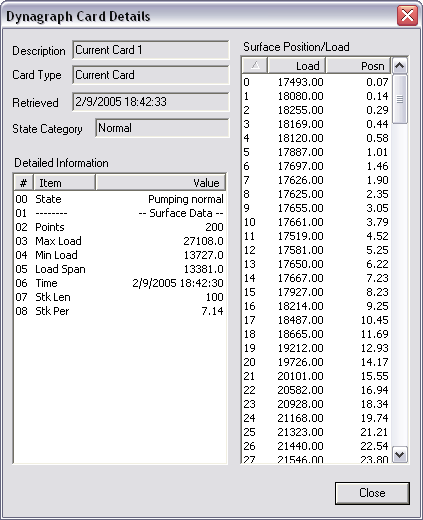 Dynagraph Card Details
Description Current Card 1
Card Type Current Card
Retrieved 2/9/2005 18:42:33
State Category Normal
Detailed Information
# Item Value
00 State Pumping normal
01 -------- -- Surface Data --
02 Points 200
03 Max Load 27108.0
04 Min Load 13727.0
05 Load Span 13381.0
06 Time 2/9/2005 18:42:30
07 Stk Len 100
08 Stk Per 7.14
Surface Position/Load
Load Posn
0 17493.00 0.07
1 18080.00 0.14
2 18255.00 0.29
3 18169.00 0.44
4 18120.00 0.58
5 17887.00 1.01
6 17697.00 1.46
7 17626.00 1.90
8 17625.00 2.35
9 17655.00 3.05
10 17661.00 3.79
11 17519.00 4.52
12 17581.00 5.25
13 17650.00 6.22
14 17667.00 7.23
15 17927.00 8.23
16 18214.00 9.25
17 18487.00 10.45
18 18665.00 11.69
19 19212.00 12.93
20 19726.00 14.17
21 20101.00 15.55
22 20582.00 16.94
23 20928.00 18.34
24 21168.00 19.74
25 21323.00 21.21
26 21440.00 22.54
27 21546.00 23.80
Close